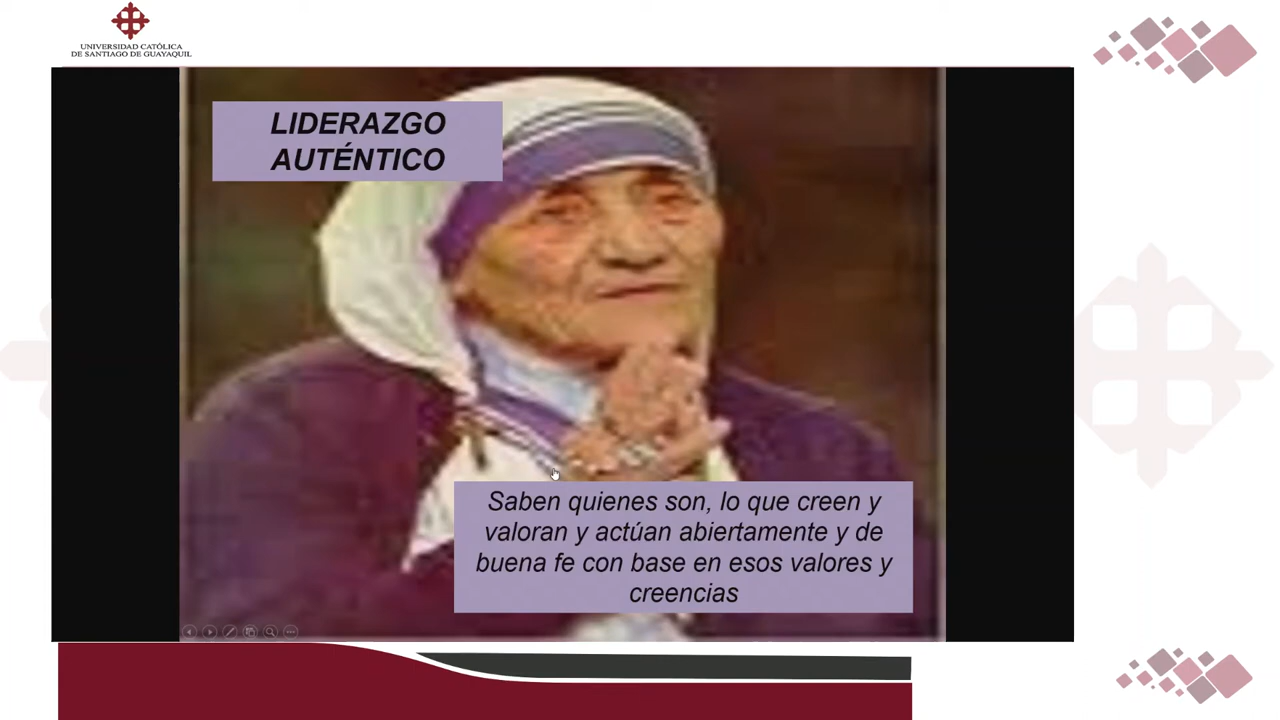 UNIVERSIDAD CATÓLICA
DE SANTIAGO DE GUAYAQUIL
LIDERAZGO
AUTÉNTICO
Saben quienes son, lo que creen y
valoran y actúan abiertamente y de
buena fe con base en esos valores y
creencias